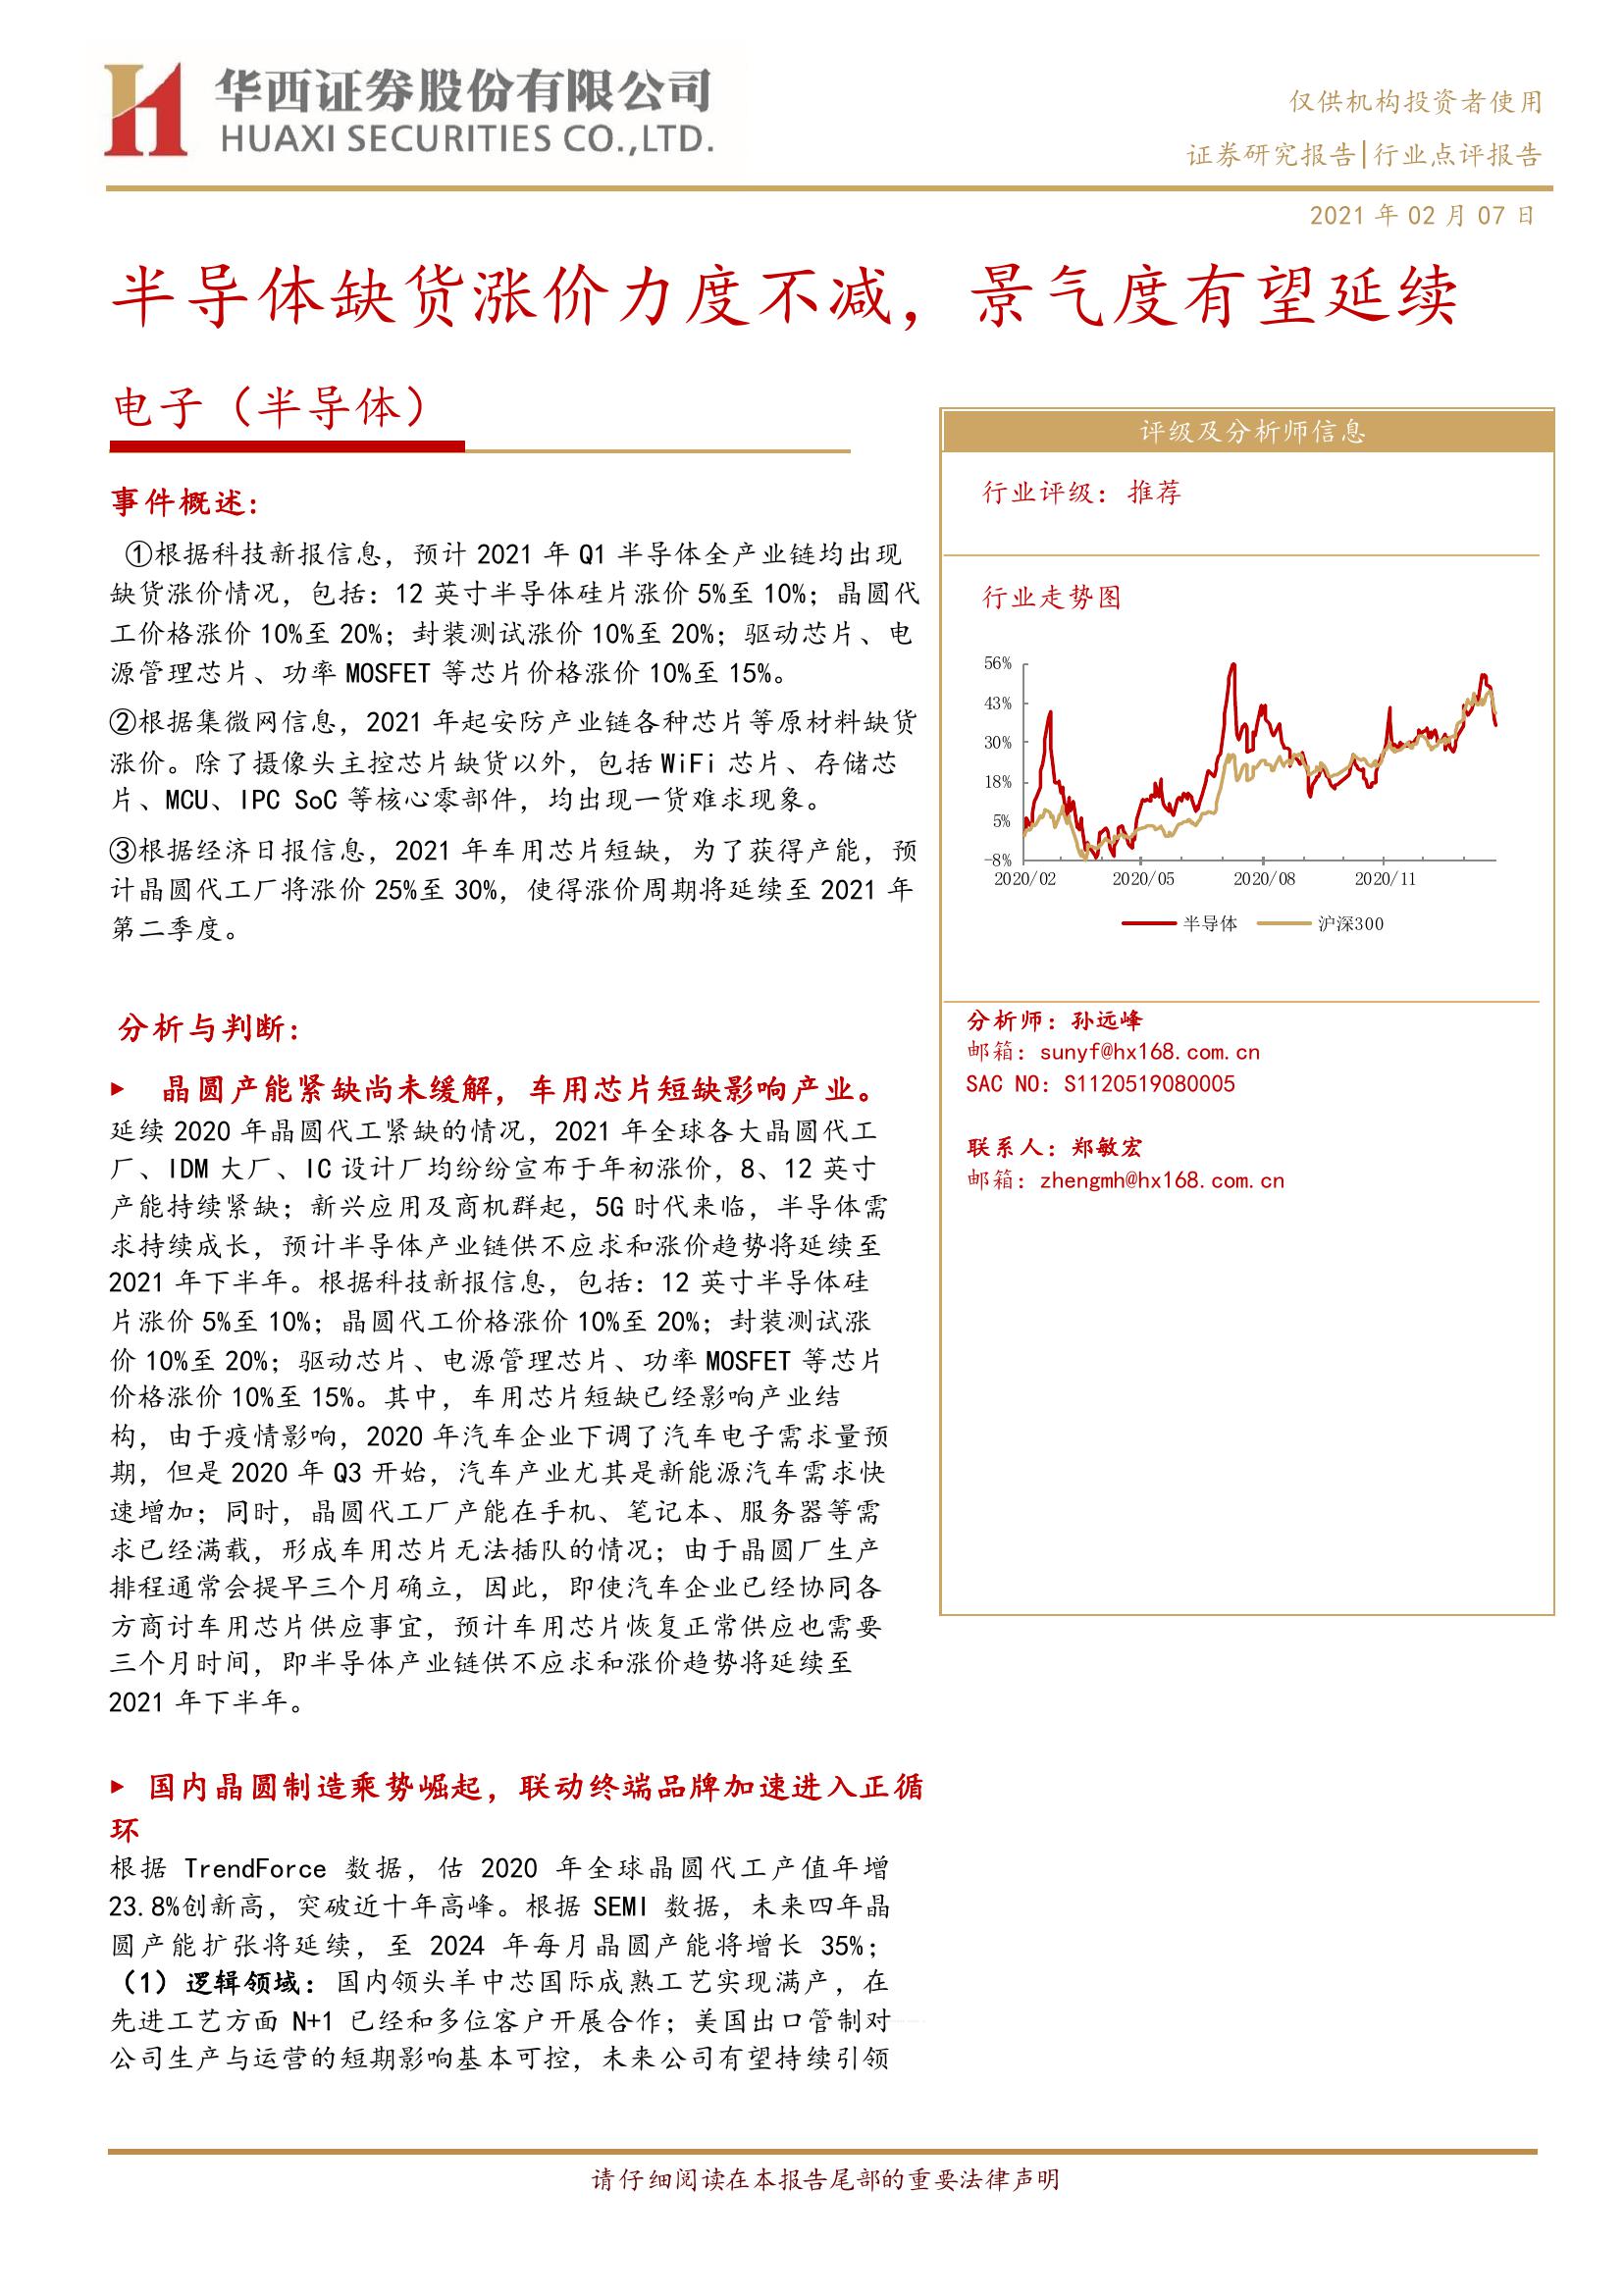 华西证券股份有限公司
HUAXI SECURITIES CO.,LTD.
仅供机构投资者使用
证券研究报告|行业点评报告
2021 年 02 月 07 日
半导体缺货涨价力度不减，景气度有望延续
电子（半导体）
事件概述：
①根据科技新报信息，预计 2021 年 Q1 半导体全产业链均出现
缺货涨价情况，包括：12 英寸半导体硅片涨价 5%至 10%；晶圆代
工价格涨价 10%至 20%；封装测试涨价 10%至 20%；驱动芯片、电
源管理芯片、功率 MOSFET 等芯片价格涨价 10%至 15%。
②根据集微网信息，2021 年起安防产业链各种芯片等原材料缺货
涨价。除了摄像头主控芯片缺货以外，包括 WiFi 芯片、存储芯
片、MCU、IPC SoC 等核心零部件，均出现一货难求现象。
③根据经济日报信息，2021 年车用芯片短缺，为了获得产能，预
计晶圆代工厂将涨价 25%至 30%，使得涨价周期将延续至 2021 年
第二季度。
分析与判断：
► 晶圆产能紧缺尚未缓解，车用芯片短缺影响产业。
延续 2020 年晶圆代工紧缺的情况，2021 年全球各大晶圆代工
厂、IDM 大厂、IC 设计厂均纷纷宣布于年初涨价，8、12 英寸
产能持续紧缺；新兴应用及商机群起，5G 时代来临，半导体需
求持续成长，预计半导体产业链供不应求和涨价趋势将延续至
2021 年下半年。根据科技新报信息，包括：12 英寸半导体硅
片涨价 5%至 10%；晶圆代工价格涨价 10%至 20%；封装测试涨
价 10%至 20%；驱动芯片、电源管理芯片、功率 MOSFET 等芯片
价格涨价 10%至 15%。其中，车用芯片短缺已经影响产业结
构，由于疫情影响，2020 年汽车企业下调了汽车电子需求量预
期，但是 2020 年 Q3 开始，汽车产业尤其是新能源汽车需求快
速增加；同时，晶圆代工厂产能在手机、笔记本、服务器等需
求已经满载，形成车用芯片无法插队的情况；由于晶圆厂生产
排程通常会提早三个月确立，因此，即使汽车企业已经协同各
方商讨车用芯片供应事宜，预计车用芯片恢复正常供应也需要
三个月时间，即半导体产业链供不应求和涨价趋势将延续至
2021 年下半年。
► 国内晶圆制造乘势崛起，联动终端品牌加速进入正循
环
根据 TrendForce 数据，估 2020 年全球晶圆代工产值年增
23.8%创新高，突破近十年高峰。根据 SEMI 数据，未来四年晶
圆产能扩张将延续，至 2024 年每月晶圆产能将增长 35%；
（1）逻辑领域：国内领头羊中芯国际成熟工艺实现满产，在
先进工艺方面 N+1 已经和多位客户开展合作；美国出口管制对
公司生产与运营的短期影响基本可控，未来公司有望持续引领
评级及分析师信息
行业评级：推荐
行业走势图
56%
43%
30%
18%
5%
-8%
2020/02 2020/05 2020/08 2020/11
半导体 沪深300
分析师：孙远峰
邮箱：sunyf@hx168.com.cn
SAC NO：S1120519080005
联系人：郑敏宏
邮箱：zhengmh@hx168.com.cn
请仔细阅读在本报告尾部的重要法律声明